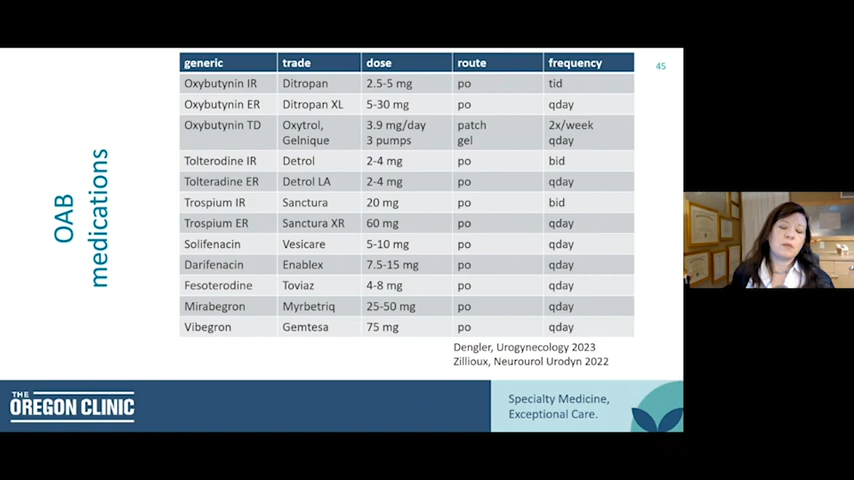 generic trade dose route frequency
45
Oxybutynin IR Ditropan 2.5-5 mg po tid
Oxybutynin ER Ditropan XL 5-30 mg po qday
Oxybutynin TD Oxytrol, 3.9 mg/day patch 2x/week
Gelnique 3 pumps gel qday
Tolterodine IR Detrol 2-4 mg po bid
Tolteradine ER Detrol LA 2-4 mg po qday
Trospium IR Sanctura 20 mg po bid
Trospium ER Sanctura XR 60 mg po qday
Solifenacin Vesicare 5-10 mg po qday
Darifenacin Enablex 7.5-15 mg po qday
Fesoterodine Toviaz 4-8 mg po qday
Mirabegron Myrbetriq 25-50 mg po qday
Vibegron Gemtesa 75 mg po qday
OAB
medications
Dengler, Urogynecology 2023
Zillioux, Neurourol Urodyn 2022
THE
OREGON CLINIC
Specialty Medicine,
Exceptional Care.